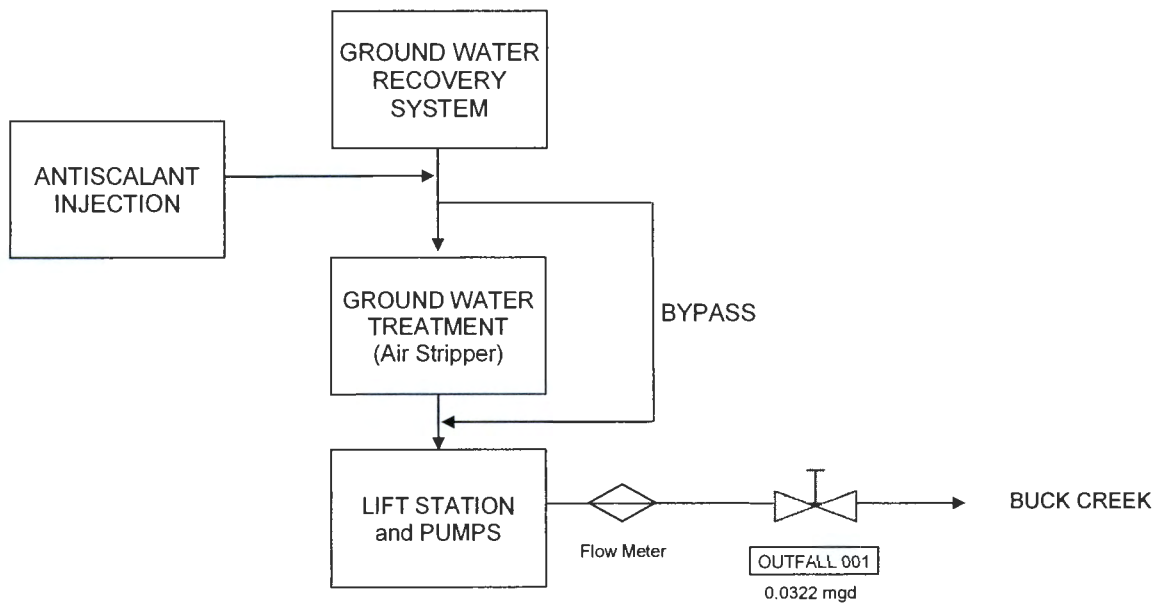 GROUND WATER
RECOVERY
SYSTEM
ANTISCALANT
INJECTION
GROUND WATER
TREATMENT
(Air Stripper)
BYPASS
LIFT STATION
and PUMPS
Flow Meter
BUCK CREEK
OUTFALL 001
0.0322 mgd